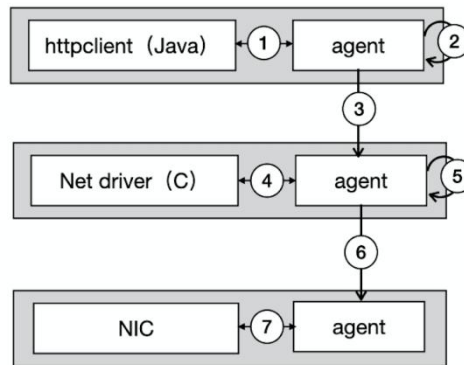 httpclient（Java） 1 agent 2
3
Net driver（C） 4 agent 5
6
NIC 7 agent